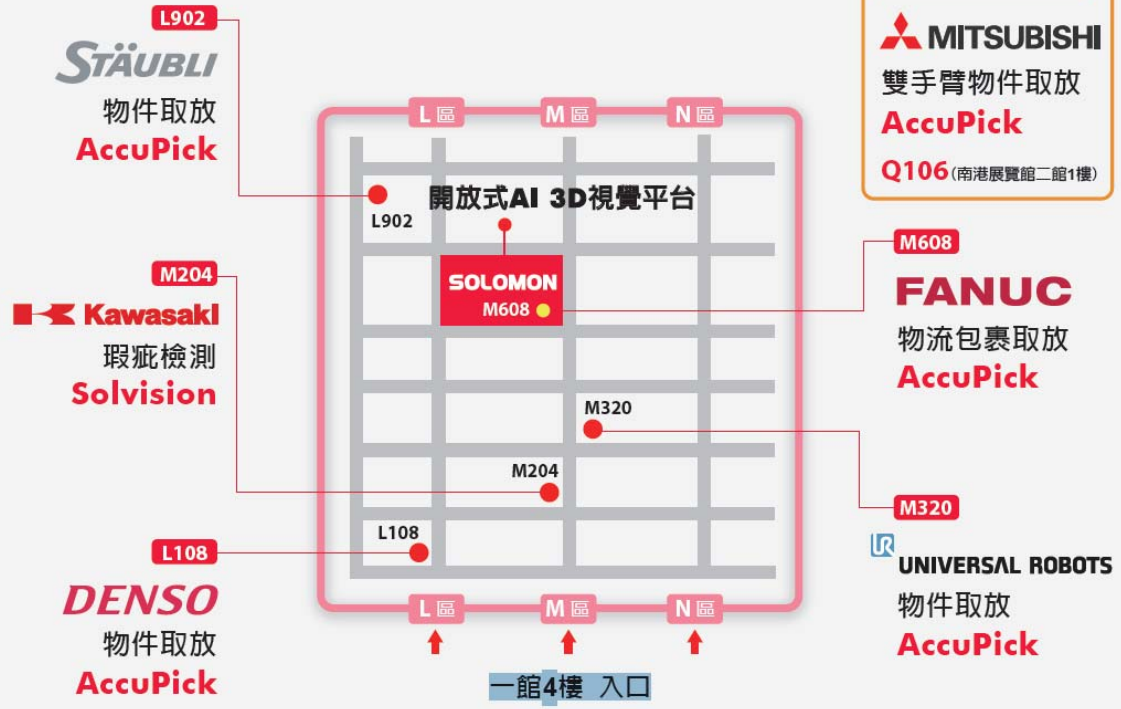 L902
STÄUBLI
物件取放
AccuPick
M204
Kawasaki
瑕疵檢測
Solvision
L108
DENSO
物件取放
AccuPick
L區
M區
N區
開放式AI 3D視覺平台
L902
SOLOMON
M608
M320
M204
L108
L區
M區
N區
一館4樓 入口
MITSUBISHI
雙手臂物件取放
AccuPick
Q106(南港展覽館二館1樓)
M608
FANUC
物流包裹取放
AccuPick
M320
UR
UNIVERSAL ROBOTS
物件取放
AccuPick